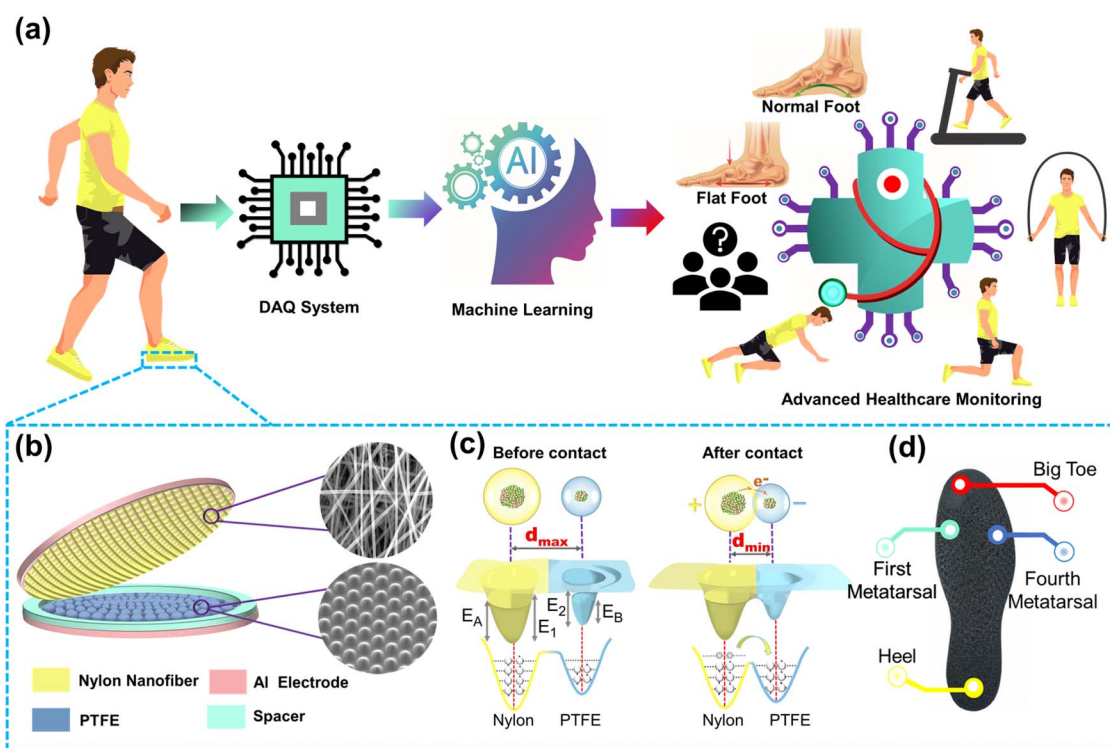 (a)
DAQ System
AI
Machine Learning
Normal Foot
Flat Foot
?
Advanced Healthcare Monitoring
(b)
Nylon Nanofiber
Al Electrode
PTFE
Spacer
(c)
Before contact
After contact
e-
+
−
dmax
dmin
EA
E1
E2
EB
Nylon
PTFE
Nylon
PTFE
(d)
Big Toe
First
Metatarsal
Fourth
Metatarsal
Heel